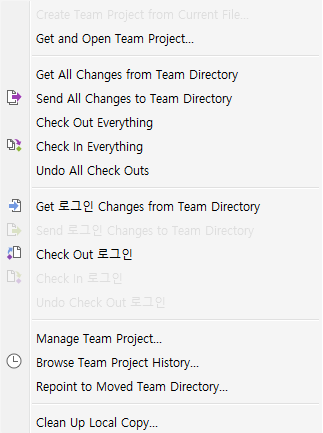 Create Team Project from Current File...
Get and Open Team Project...
Get All Changes from Team Directory
Send All Changes to Team Directory
Check Out Everything
Check In Everything
Undo All Check Outs
Get 로그인 Changes from Team Directory
Send 로그인 Changes to Team Directory
Check Out 로그인
Check In 로그인
Undo Check Out 로그인
Manage Team Project...
Browse Team Project History...
Repoint to Moved Team Directory...
Clean Up Local Copy...